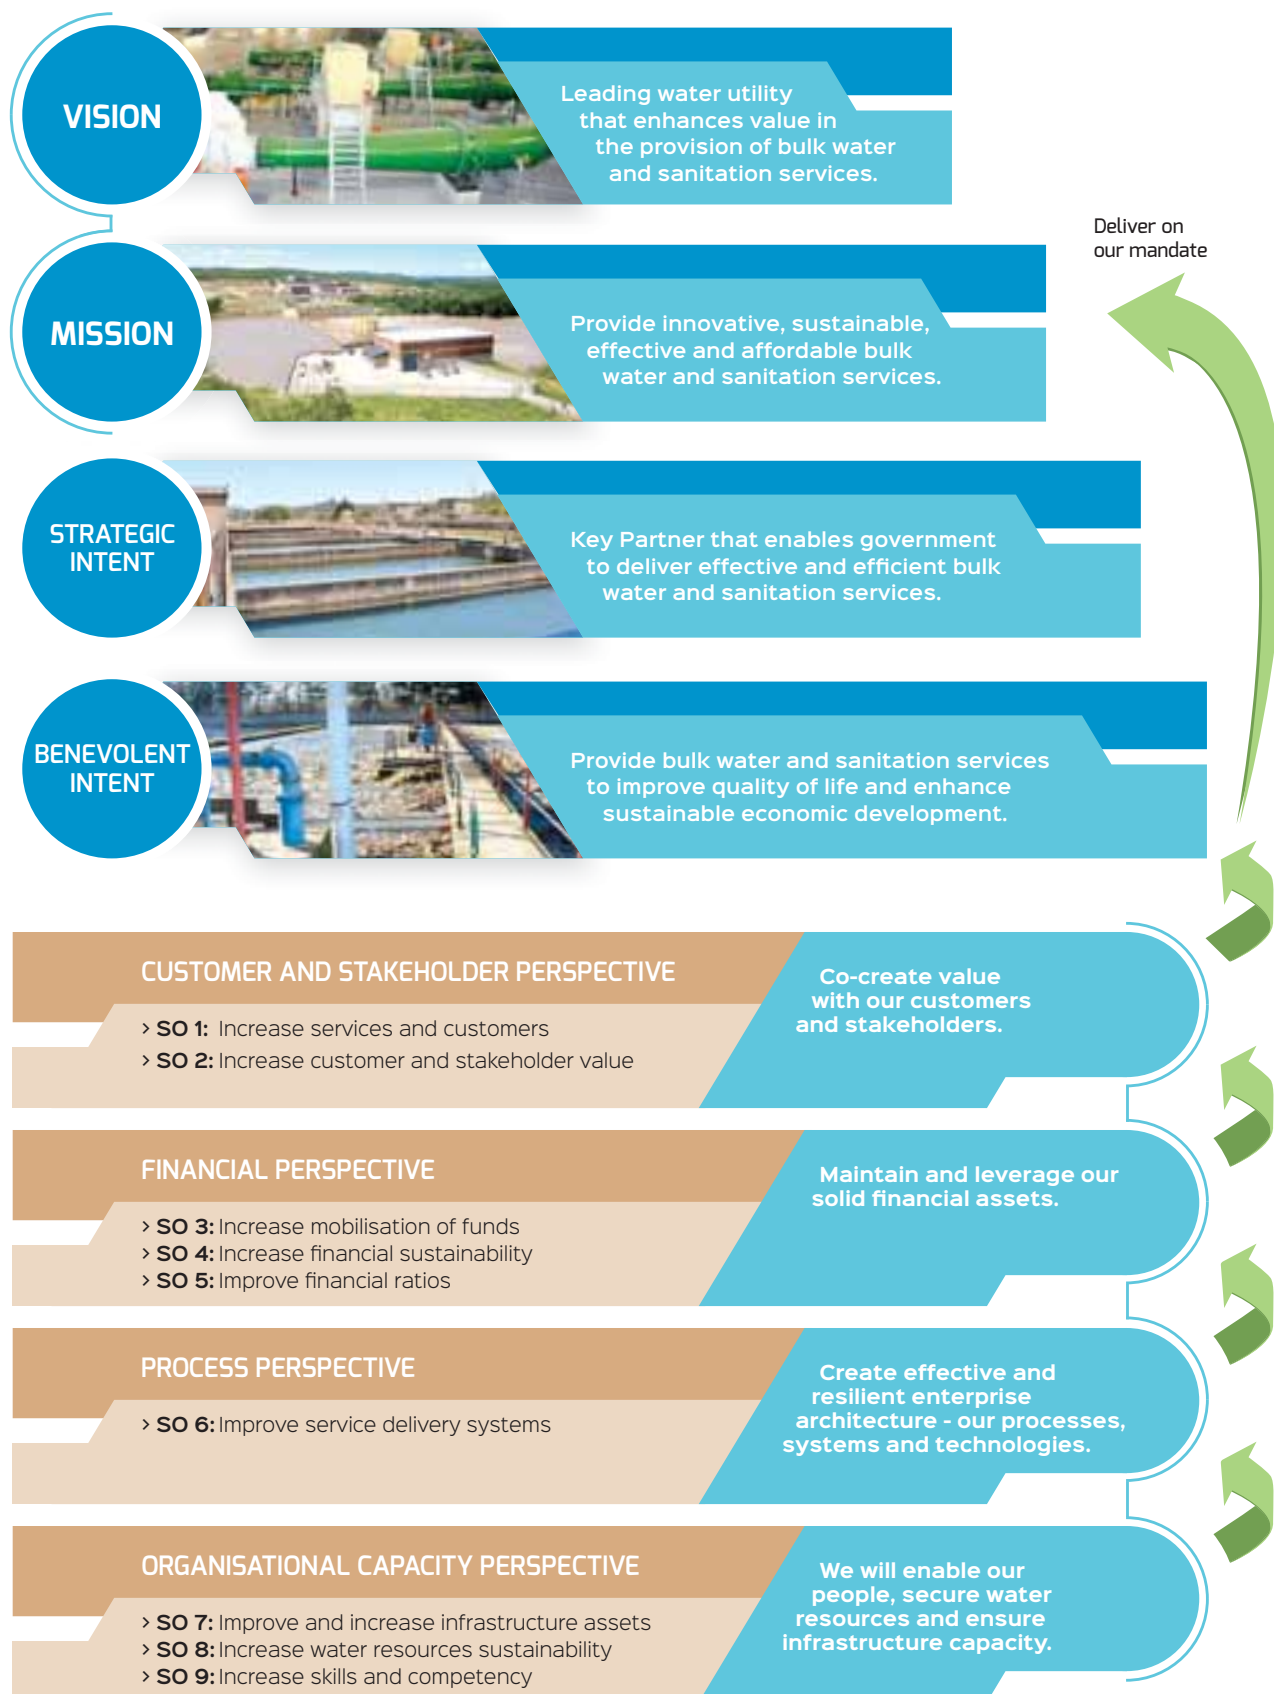 VISION
Leading water utility
that enhances value in
the provision of bulk water
and sanitation services.
Deliver on
our mandate
MISSION
Provide innovative, sustainable,
effective and affordable bulk
water and sanitation services.
STRATEGIC
INTENT
Key Partner that enables government
to deliver effective and efficient bulk
water and sanitation services.
BENEVOLENT
INTENT
Provide bulk water and sanitation services
to improve quality of life and enhance
sustainable economic development.
CUSTOMER AND STAKEHOLDER PERSPECTIVE
> SO 1: Increase services and customers
> SO 2: Increase customer and stakeholder value
Co-create value
with our customers
and stakeholders.
FINANCIAL PERSPECTIVE
> SO 3: Increase mobilisation of funds
> SO 4: Increase financial sustainability
> SO 5: Improve financial ratios
Maintain and leverage our
solid financial assets.
PROCESS PERSPECTIVE
> SO 6: Improve service delivery systems
Create effective and
resilient enterprise
architecture - our processes,
systems and technologies.
ORGANISATIONAL CAPACITY PERSPECTIVE
> SO 7: Improve and increase infrastructure assets
> SO 8: Increase water resources sustainability
> SO 9: Increase skills and competency
We will enable our
people, secure water
resources and ensure
infrastructure capacity.